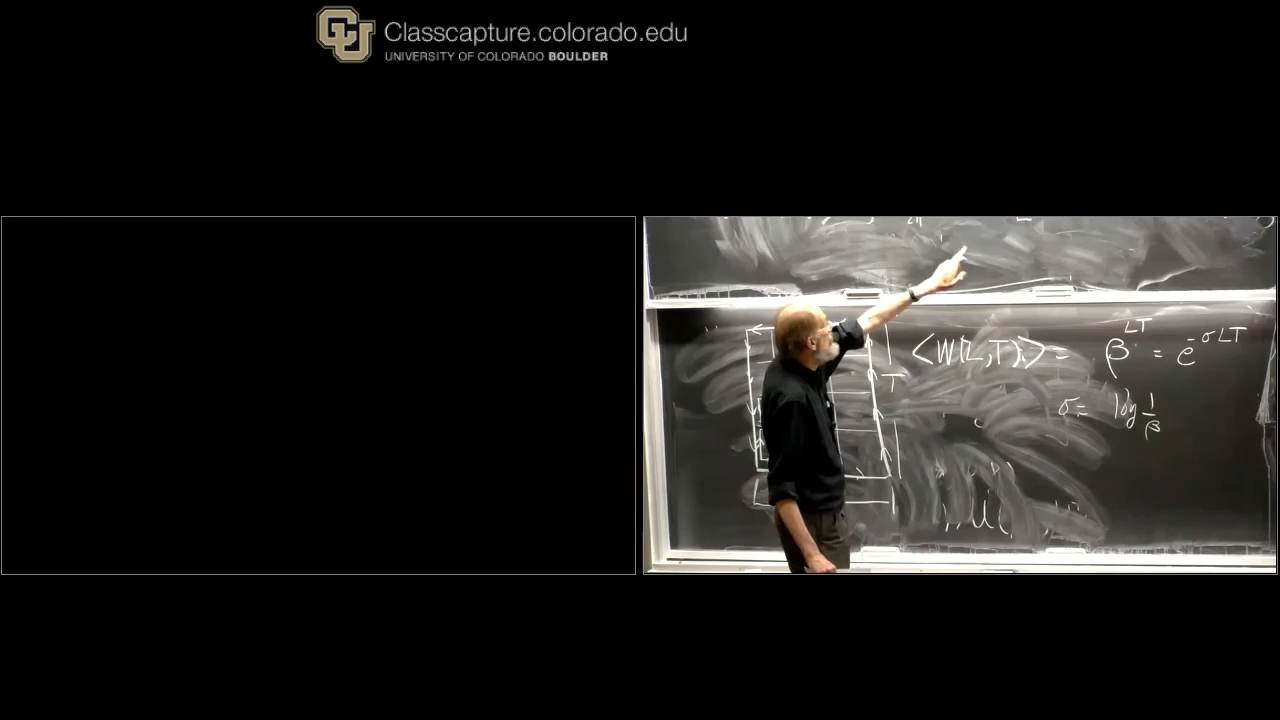 Classcapture.colorado.edu
UNIVERSITY OF COLORADO BOULDER
<W(L,T)> = β^{LT} = e^{-σLT}
T
σ = log 1/β